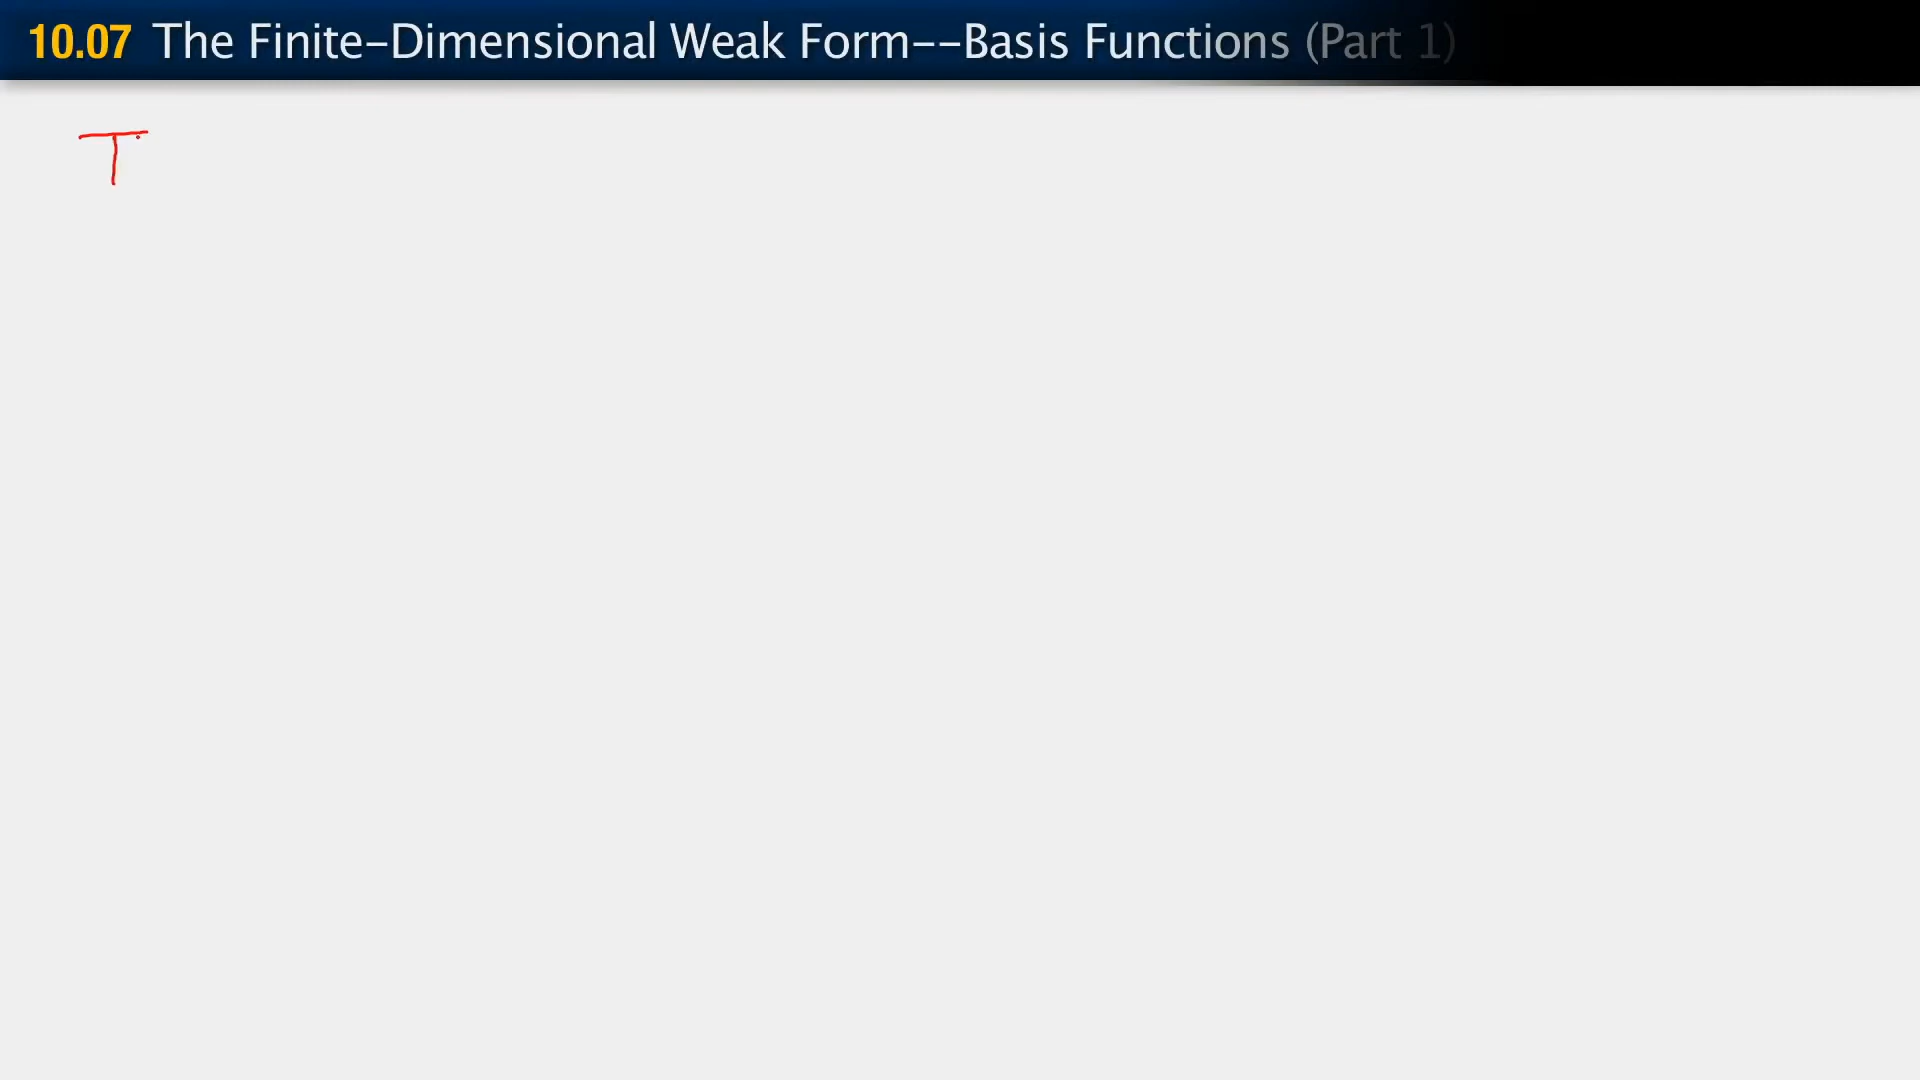 10.07 The Finite-Dimensional Weak Form--Basis Functions (Part 1)
T